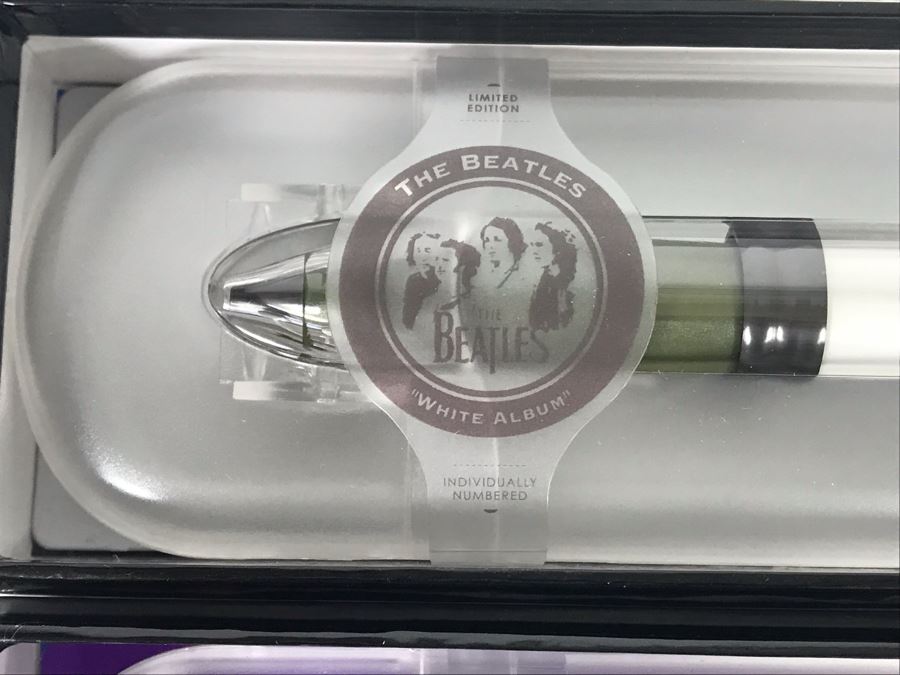 LIMITED
EDITION
THE BEATLES
THE
BEATLES
"WHITE ALBUM"
INDIVIDUALLY
NUMBERED